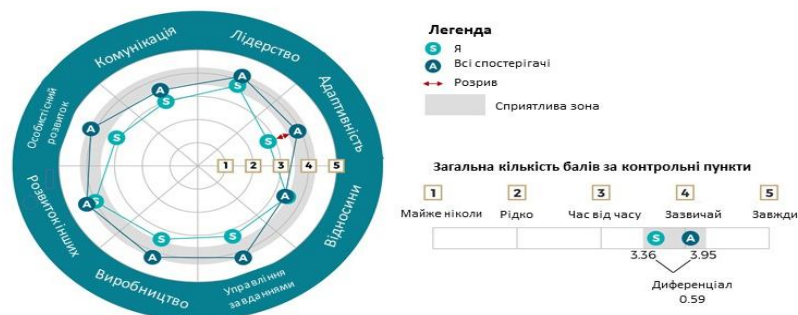 Комунікація
Лідерство
Адаптивність
Відносини
Управління
завданнями
Виробництво
Розвиток інших
Особистісний
розвиток
S
A
S
A
S
A
A
S
A
S
A
S
A
S
A
1
2
3
4
5
Легенда
S Я
A Всі спостерігачі
Розрив
Сприятлива зона
Загальна кількість балів за контрольні пункти
1 2 3 4 5
Майже ніколи Рідко Час від часу Зазвичай Завжди
S A
3.36 3.95
Диференціал
0.59